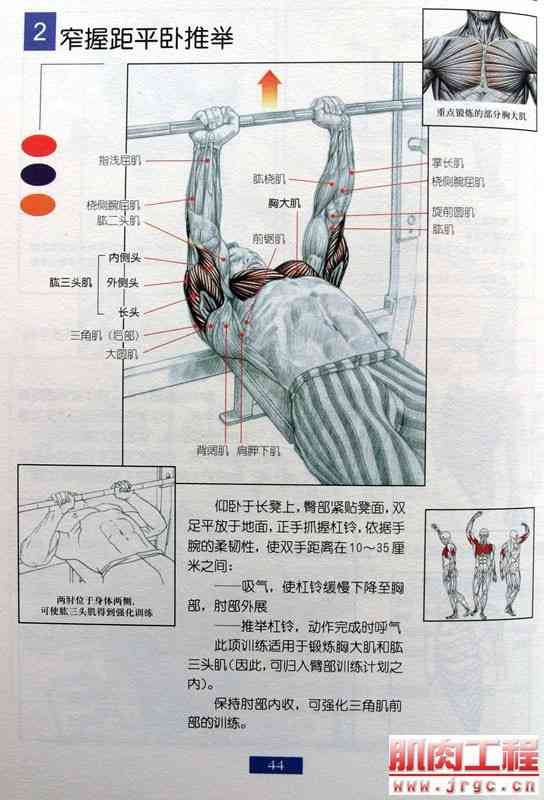 2 窄握距平卧推举
重点锻炼的部分胸大肌
指浅屈肌
桡侧腕屈肌
肱二头肌
内侧头
肱三头肌
外侧头
长头
三角肌（后部）
大圆肌
肱桡肌
胸大肌
前锯肌
掌长肌
桡侧腕屈肌
旋前圆肌
肱肌
背阔肌
肩胛下肌
两肘位于身体两侧，
可使肱三头肌得到强化训练
仰卧于长凳上，臀部紧贴凳面，双
足平放于地面，正手抓握杠铃，依据手
腕的柔韧性，使双手距离在10～35厘
米之间：
——吸气，使杠铃缓慢下降至胸
部，肘部外展
——推举杠铃，动作完成时呼气
此项训练适用于锻炼胸大肌和肱
三头肌（因此，可归入臂部训练计划之
内）。
保持肘部内收，可强化三角肌前
部的训练。
44
肌肉工程
www.jrgc.cn